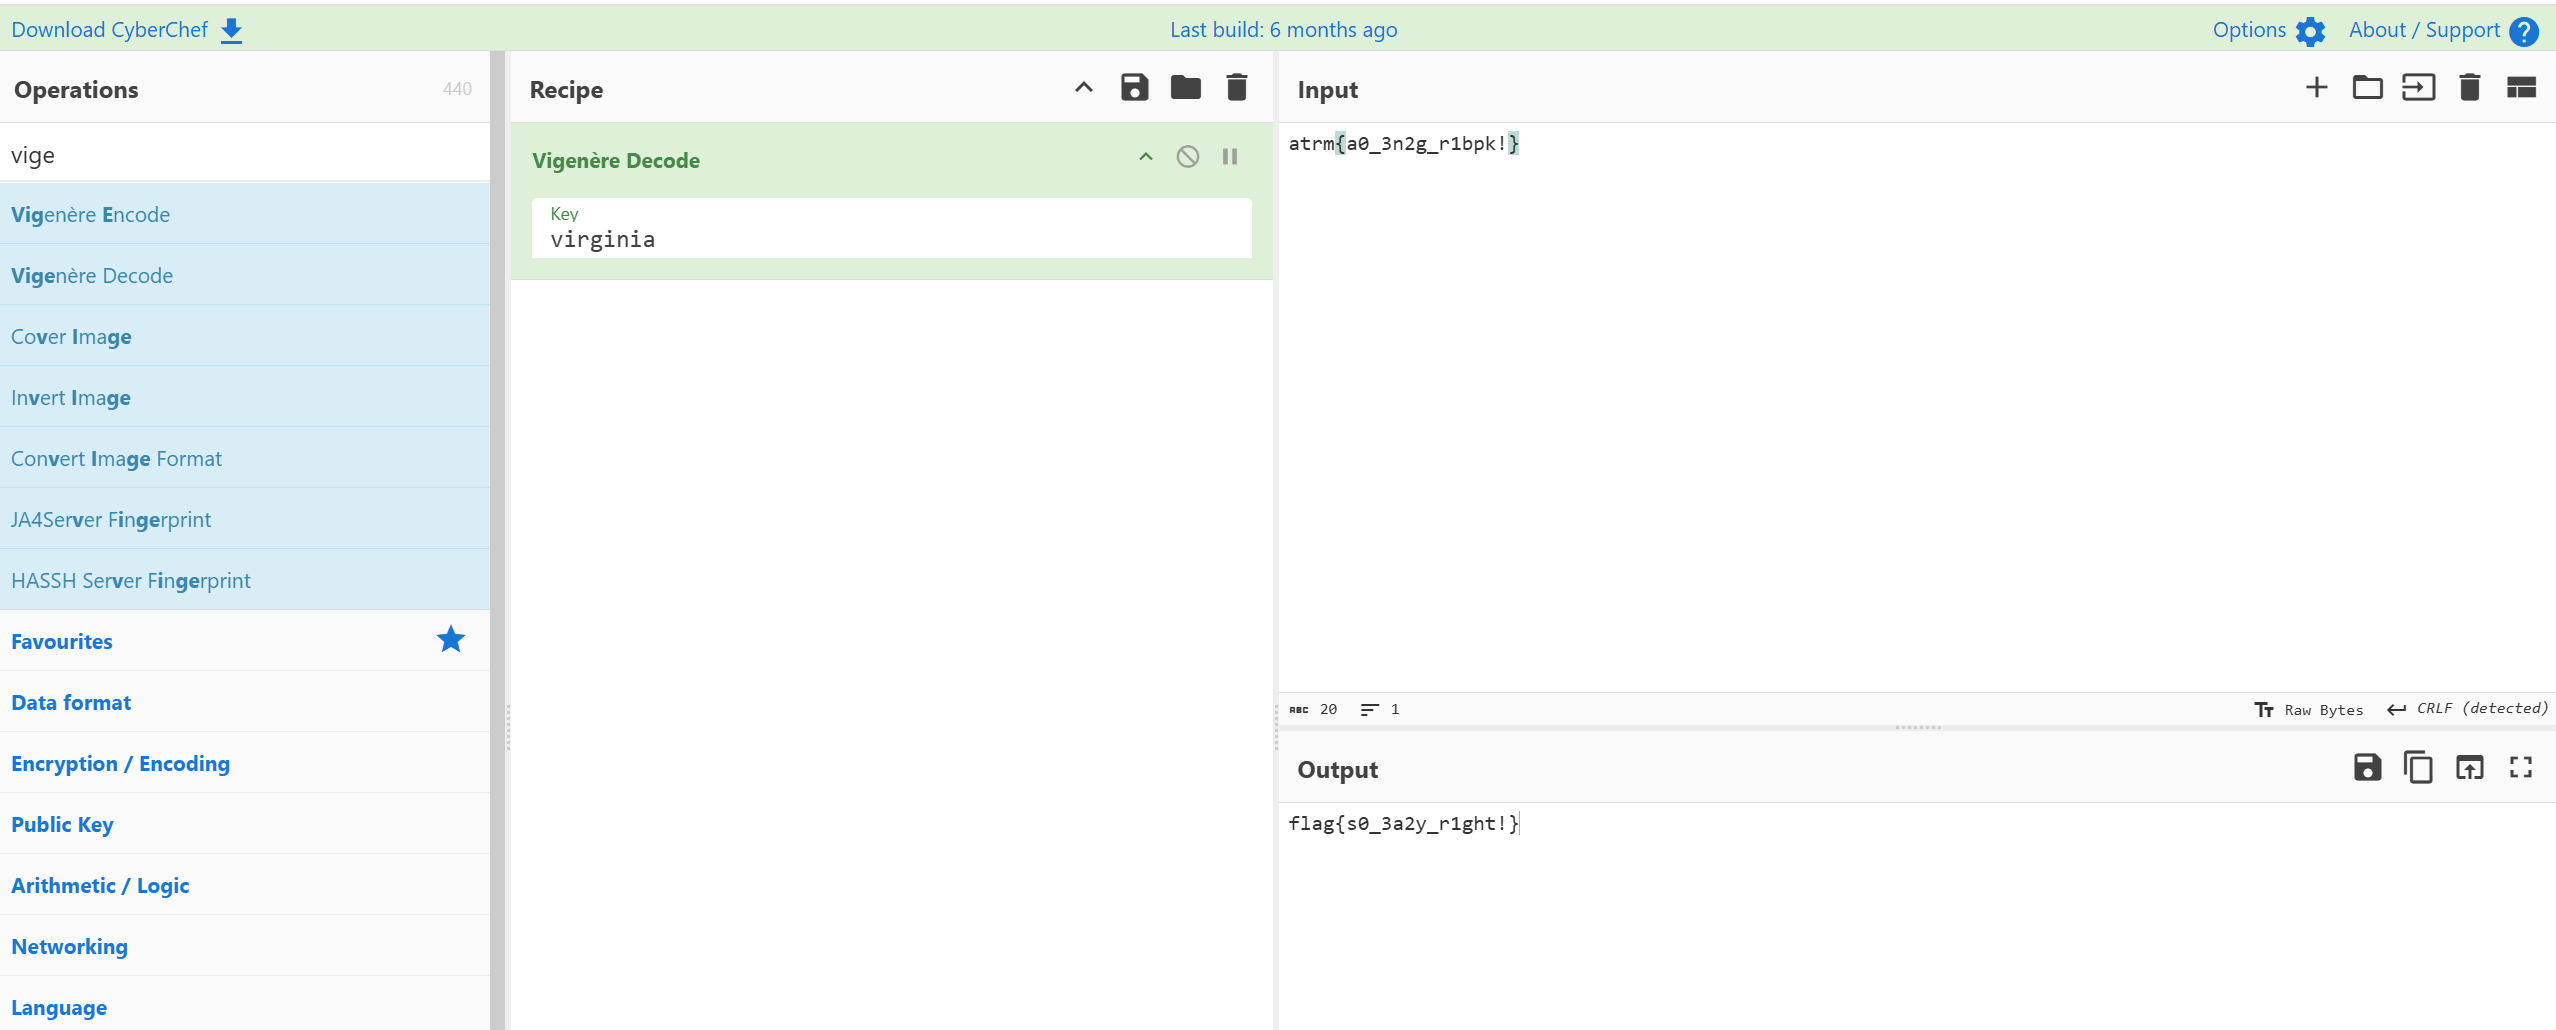 Download CyberChef
Last build: 6 months ago
Options
About / Support
Operations
440
vige
Vigenère Encode
Vigenère Decode
Cover Image
Invert Image
Convert Image Format
JA4Server Fingerprint
HASSH Server Fingerprint
Favourites
Data format
Encryption / Encoding
Public Key
Arithmetic / Logic
Networking
Language
Recipe
Vigenère Decode
Key
virginia
Input
atrm{a0_3n2g_r1bpk!}
ABC 20 1
Raw Bytes
CRLF (detected)
Output
flag{s0_3a2y_r1ght!}